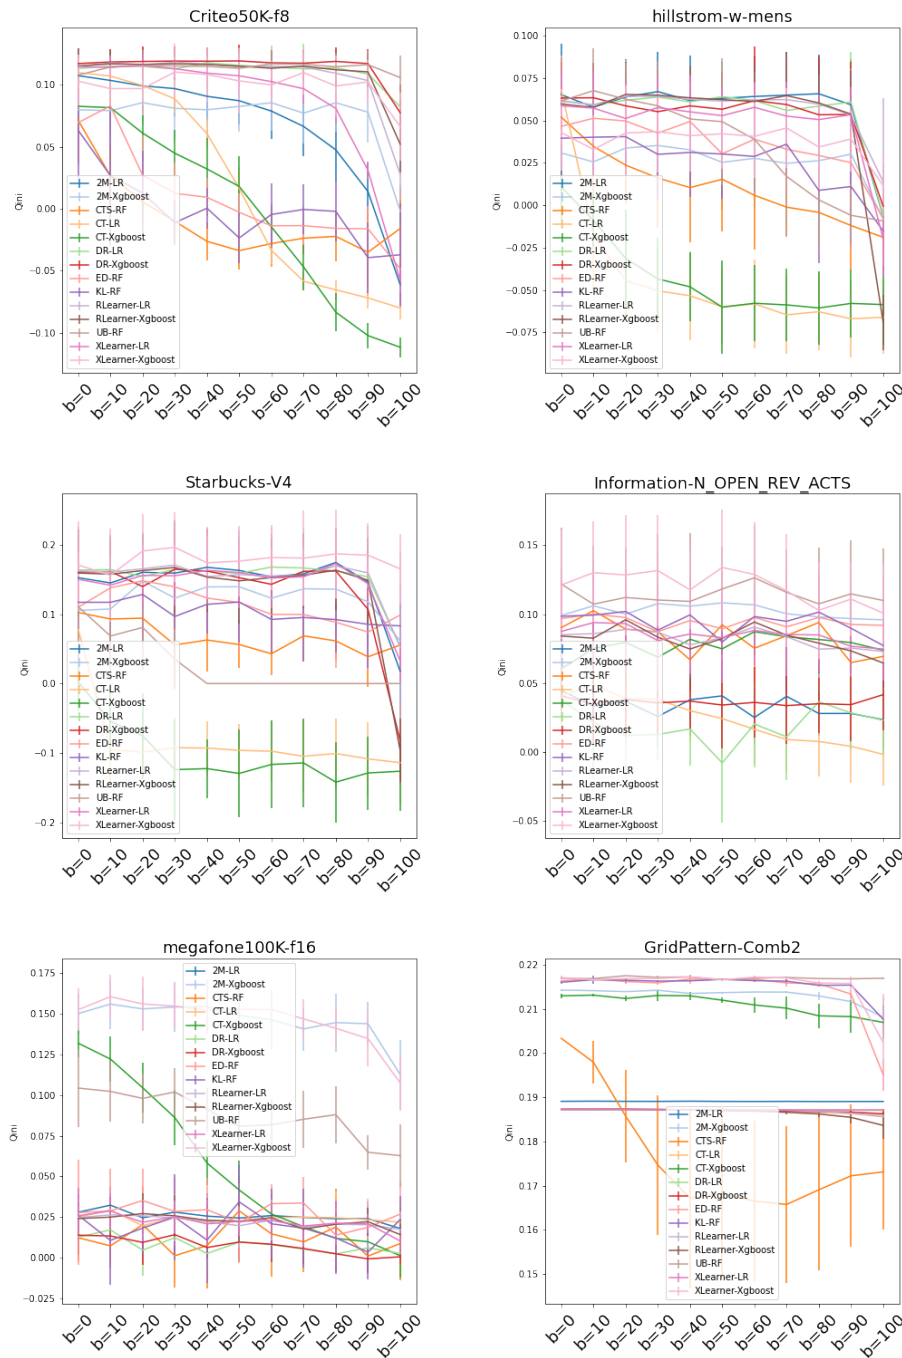 Criteo50K-f8
Qini
0.10
0.05
0.00
−0.05
−0.10
2M-LR
2M-Xgboost
CTS-RF
CT-LR
CT-Xgboost
DR-LR
DR-Xgboost
ED-RF
KL-RF
RLearner-LR
RLearner-Xgboost
UB-RF
XLearner-LR
XLearner-Xgboost
b=0
b=10
b=20
b=30
b=40
b=50
b=60
b=70
b=80
b=90
b=100
hillstrom-w-mens
Qini
0.100
0.075
0.050
0.025
0.000
−0.025
−0.050
−0.075
2M-LR
2M-Xgboost
CTS-RF
CT-LR
CT-Xgboost
DR-LR
DR-Xgboost
ED-RF
KL-RF
RLearner-LR
RLearner-Xgboost
UB-RF
XLearner-LR
XLearner-Xgboost
b=0
b=10
b=20
b=30
b=40
b=50
b=60
b=70
b=80
b=90
b=100
Starbucks-V4
Qini
0.2
0.1
0.0
−0.1
−0.2
2M-LR
2M-Xgboost
CTS-RF
CT-LR
CT-Xgboost
DR-LR
DR-Xgboost
ED-RF
KL-RF
RLearner-LR
RLearner-Xgboost
UB-RF
XLearner-LR
XLearner-Xgboost
b=0
b=10
b=20
b=30
b=40
b=50
b=60
b=70
b=80
b=90
b=100
Information-N_OPEN_REV_ACTS
Qini
0.15
0.10
0.05
0.00
−0.05
2M-LR
2M-Xgboost
CTS-RF
CT-LR
CT-Xgboost
DR-LR
DR-Xgboost
ED-RF
KL-RF
RLearner-LR
RLearner-Xgboost
UB-RF
XLearner-LR
XLearner-Xgboost
b=0
b=10
b=20
b=30
b=40
b=50
b=60
b=70
b=80
b=90
b=100
megafone100K-f16
Qini
0.175
0.150
0.125
0.100
0.075
0.050
0.025
0.000
−0.025
2M-LR
2M-Xgboost
CTS-RF
CT-LR
CT-Xgboost
DR-LR
DR-Xgboost
ED-RF
KL-RF
RLearner-LR
RLearner-Xgboost
UB-RF
XLearner-LR
XLearner-Xgboost
b=0
b=10
b=20
b=30
b=40
b=50
b=60
b=70
b=80
b=90
b=100
GridPattern-Comb2
Qini
0.22
0.21
0.20
0.19
0.18
0.17
0.16
0.15
2M-LR
2M-Xgboost
CTS-RF
CT-LR
CT-Xgboost
DR-LR
DR-Xgboost
ED-RF
KL-RF
RLearner-LR
RLearner-Xgboost
UB-RF
XLearner-LR
XLearner-Xgboost
b=0
b=10
b=20
b=30
b=40
b=50
b=60
b=70
b=80
b=90
b=100